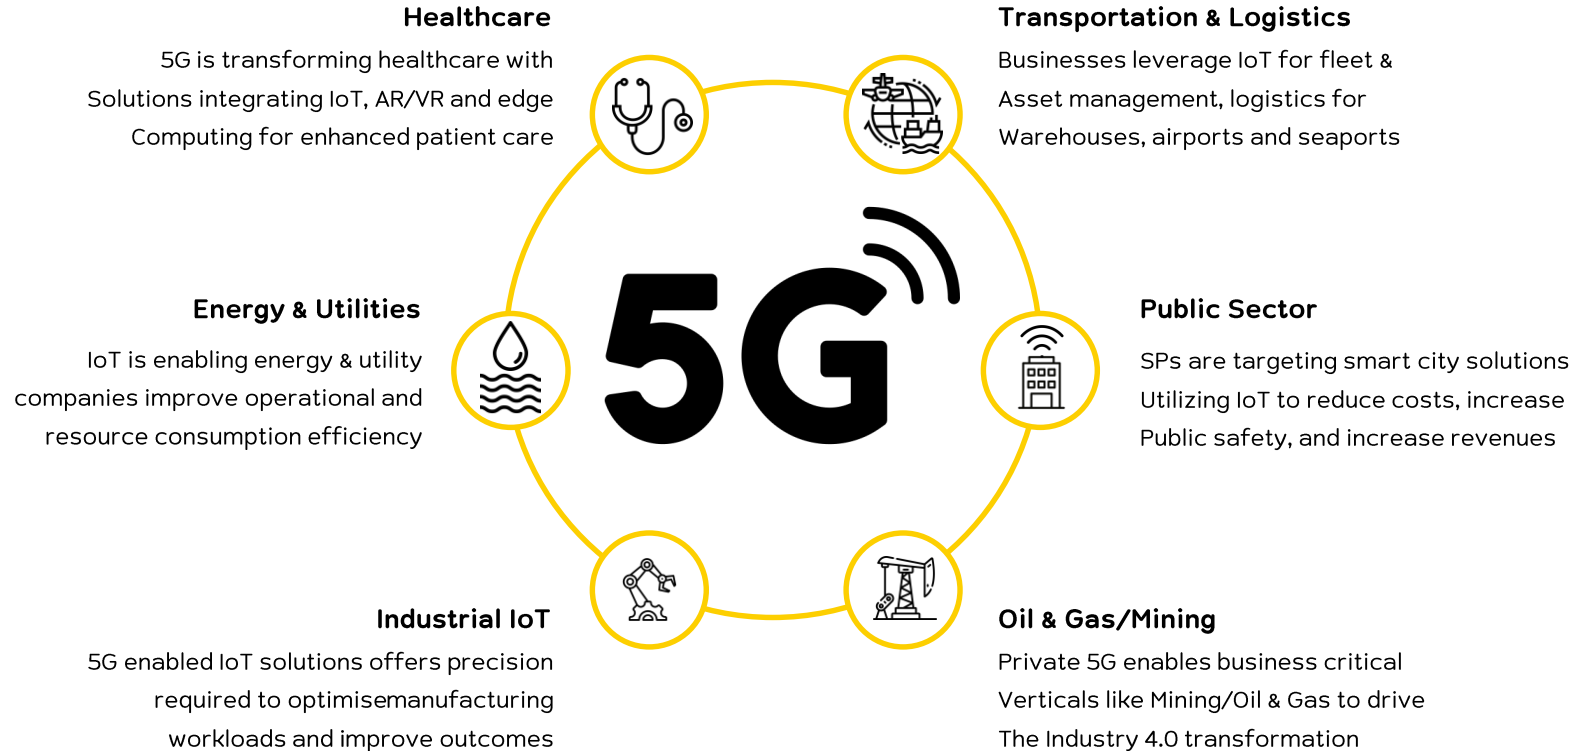 Healthcare
5G is transforming healthcare with
Solutions integrating IoT, AR/VR and edge
Computing for enhanced patient care
Transportation & Logistics
Businesses leverage IoT for fleet &
Asset management, logistics for
Warehouses, airports and seaports
5G
Energy & Utilities
IoT is enabling energy & utility
companies improve operational and
resource consumption efficiency
Public Sector
SPs are targeting smart city solutions
Utilizing IoT to reduce costs, increase
Public safety, and increase revenues
Industrial IoT
5G enabled IoT solutions offers precision
required to optimisemanufacturing
workloads and improve outcomes
Oil & Gas/Mining
Private 5G enables business critical
Verticals like Mining/Oil & Gas to drive
The Industry 4.0 transformation